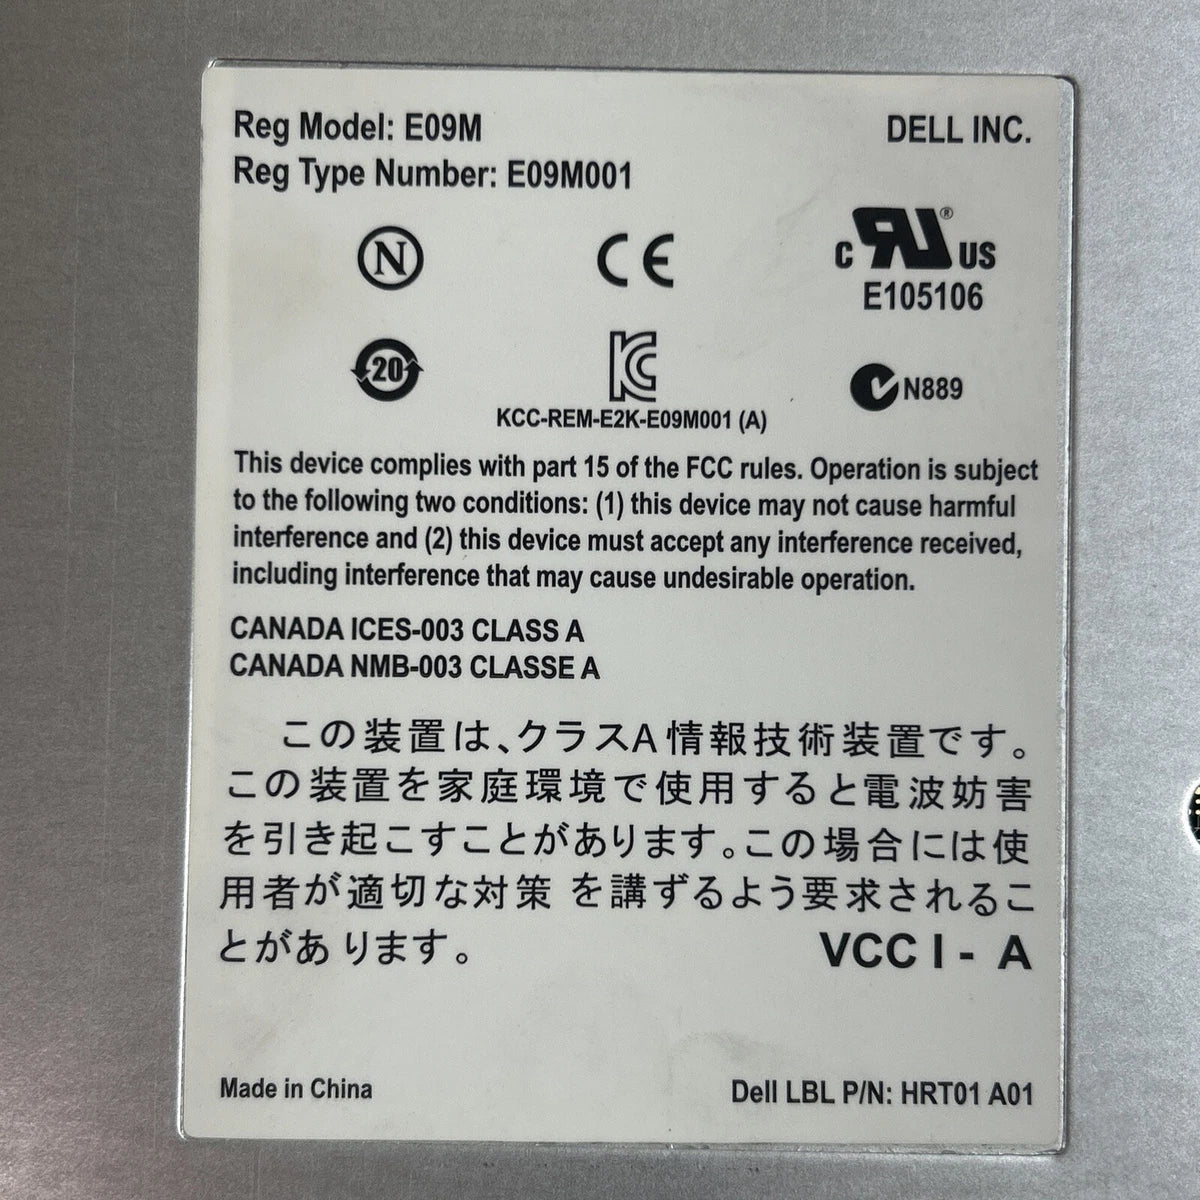 Reg Model: E09M
DELL INC.
Reg Type Number: E09M001
N
CE
c RU® US
E105106
20
KC
N889
KCC-REM-E2K-E09M001 (A)
This device complies with part 15 of the FCC rules. Operation is subject
to the following two conditions: (1) this device may not cause harmful
interference and (2) this device must accept any interference received,
including interference that may cause undesirable operation.
CANADA ICES-003 CLASS A
CANADA NMB-003 CLASSE A
この装置は、クラスA情報技術装置です。
この装置を家庭環境で使用すると電波妨害
を引き起こすことがあります。この場合には使
用者が適切な対策 を講ずるよう要求されるこ
とがあ ります。
VCC I - A
Made in China
Dell LBL P/N: HRT01 A01